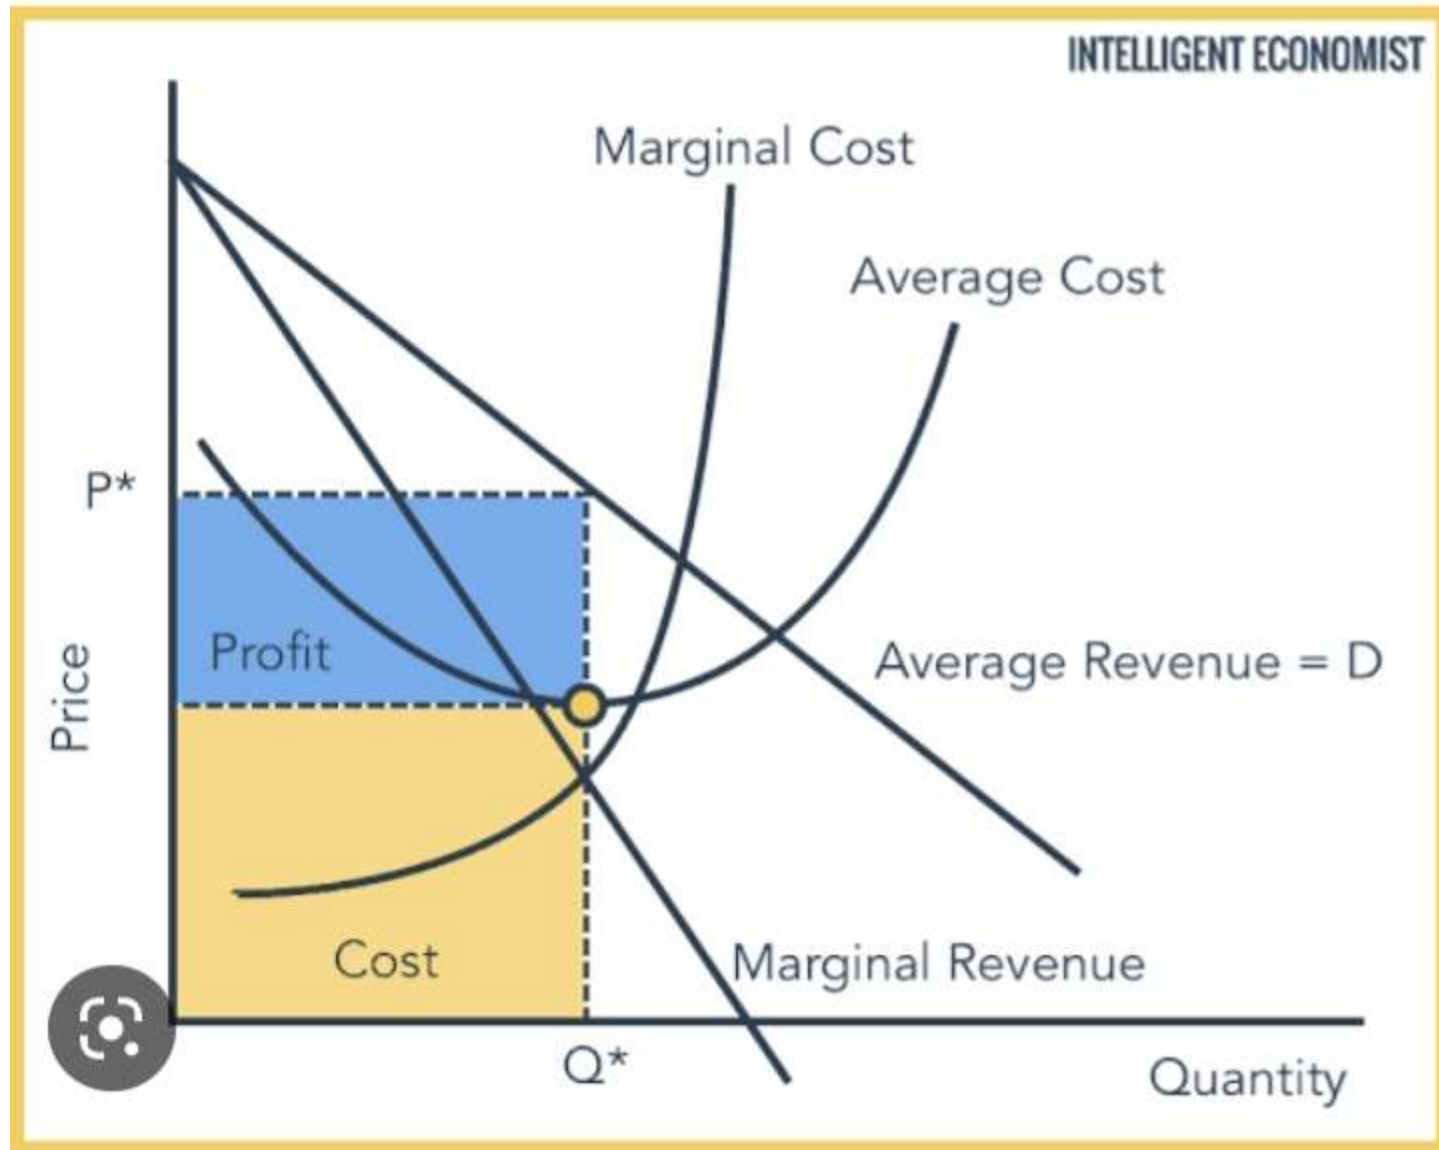 INTELLIGENT ECONOMIST
Marginal Cost
Average Cost
P*
Profit
Price
Average Revenue = D
Cost
Marginal Revenue
Q*
Quantity